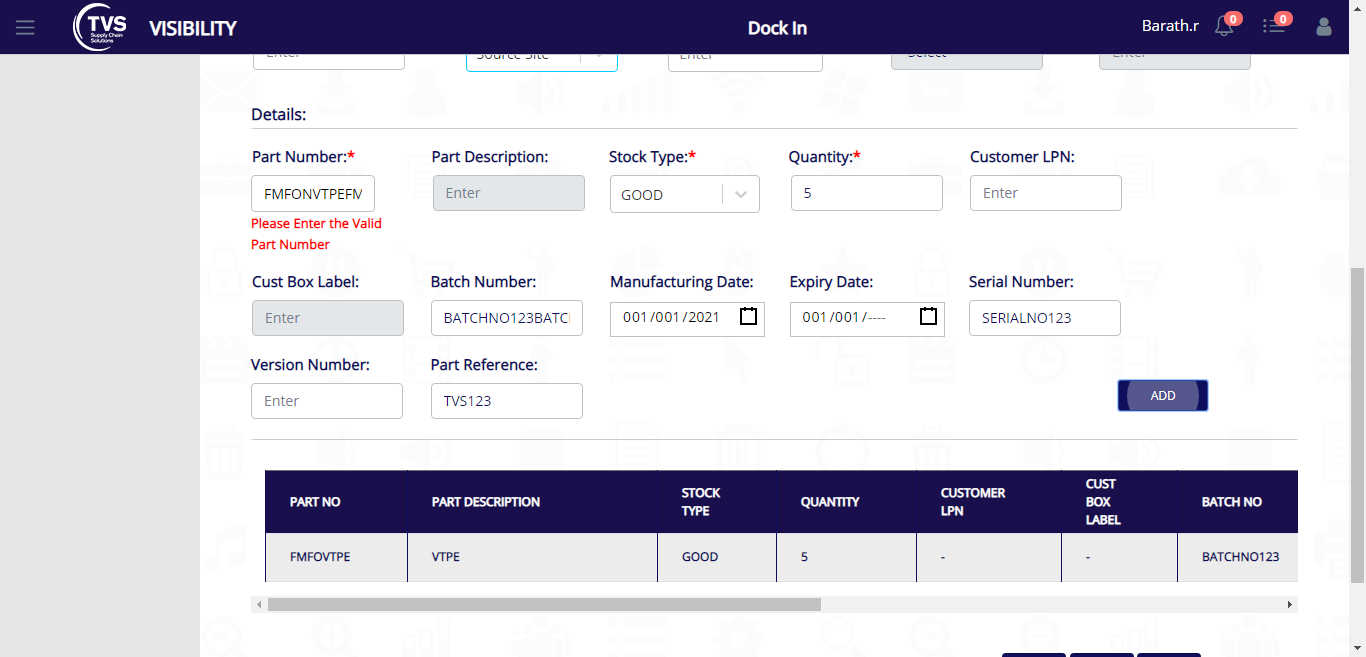 TVS
Supply Chain
Solutions
VISIBILITY
Dock In
Barath.r
0
0
Enter
Source Site
Enter
Select
Enter
Details:
Part Number:*
Part Description:
Stock Type:*
Quantity:*
Customer LPN:
FMFONVTPEFM
Enter
GOOD
5
Enter
Please Enter the Valid
Part Number
Cust Box Label:
Batch Number:
Manufacturing Date:
Expiry Date:
Serial Number:
Enter
BATCHNO123BATC
001/001/2021
001/001/----
SERIALNO123
Version Number:
Part Reference:
Enter
TVS123
ADD
PART NO
PART DESCRIPTION
STOCK
TYPE
QUANTITY
CUSTOMER
LPN
CUST
BOX
LABEL
BATCH NO
FMFOVTPE
VTPE
GOOD
5
-
-
BATCHNO123